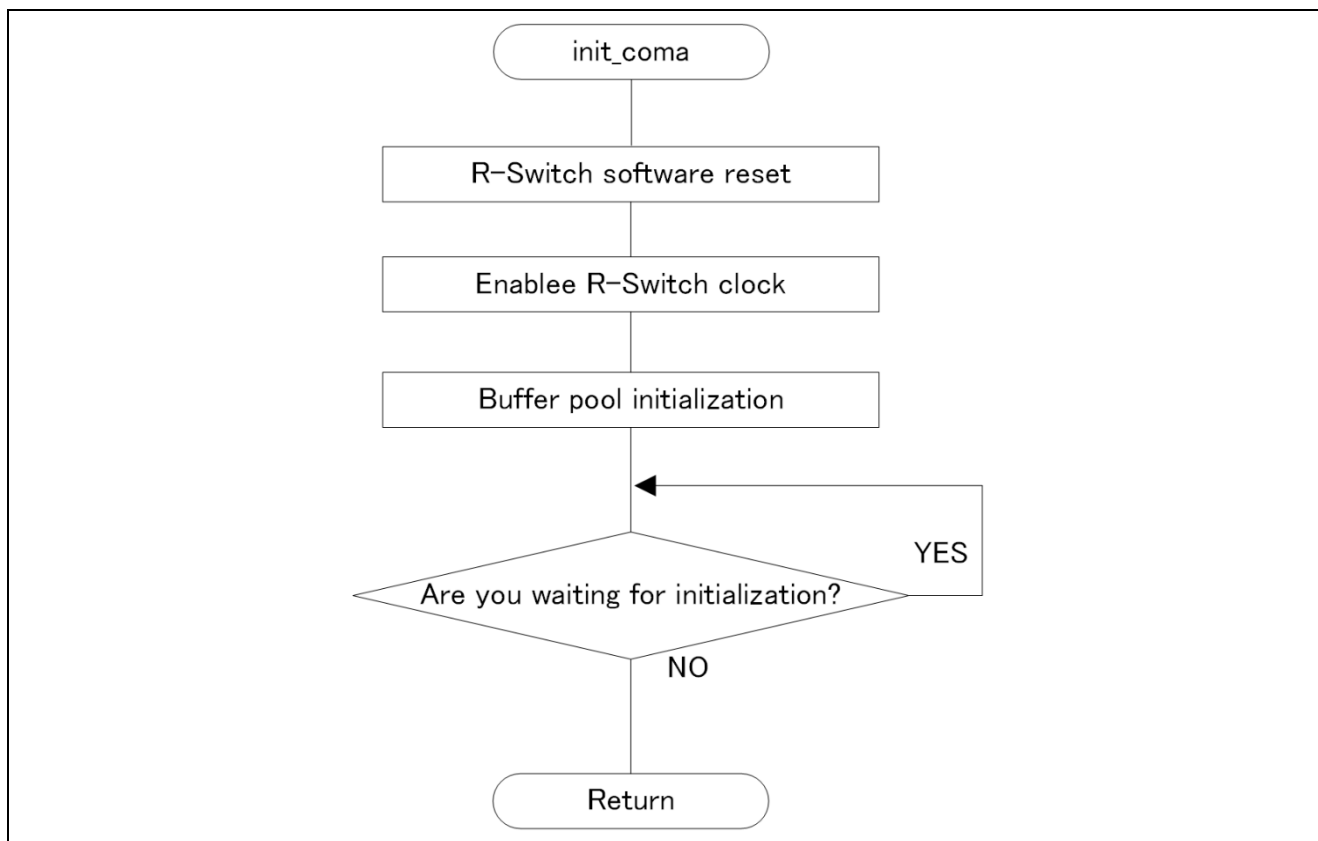 init_coma
R-Switch software reset
Enablee R-Switch clock
Buffer pool initialization
YES
Are you waiting for initialization?
NO
Return